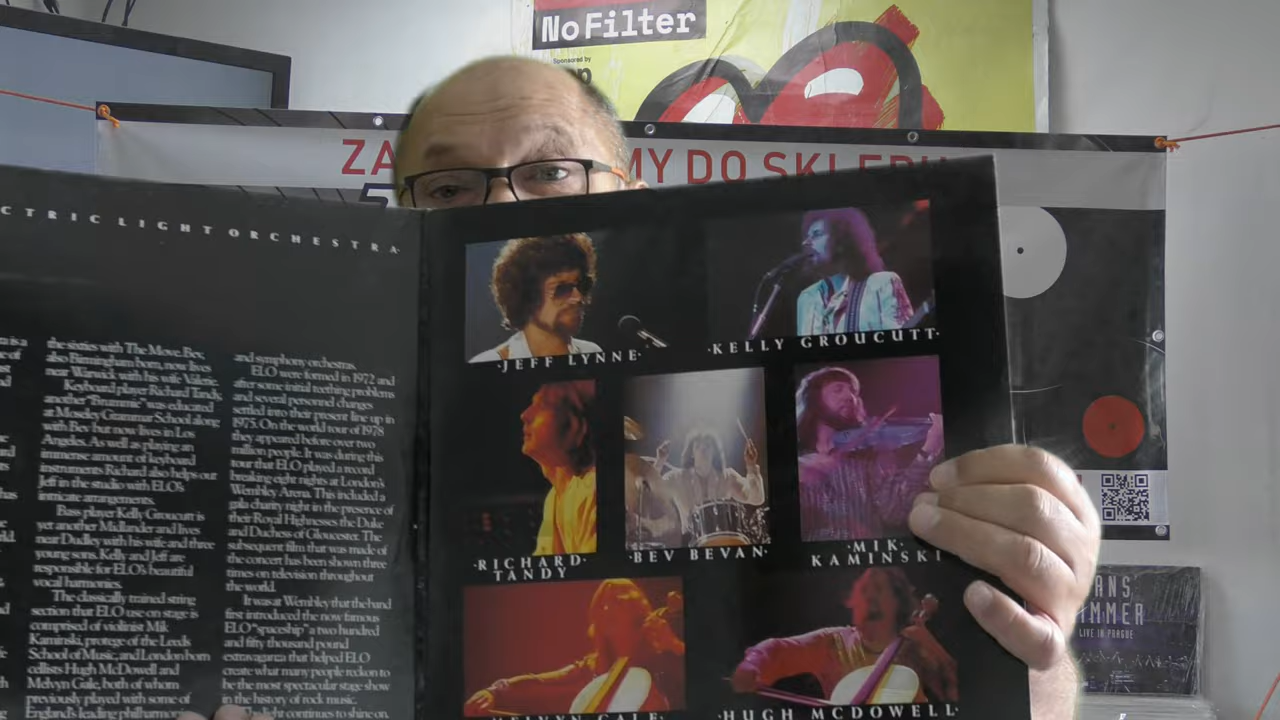 No Filter
Sponsored by
ZA
MY DO SKLEPU
5
CTRIC LIGHT ORCHESTRA·
the sixties with The Move. Bev,
also Birmingham born, now lives
near Warwick with his wife Valerie.
Keyboard player Richard Tandy,
another "Brummie" was educated
at Moseley Grammar School along
with Bev but now lives in Los
Angeles. As well as playing an
immense amount of keyboard
instruments Richard also helps out
Jeff in the studio with ELO's
intricate arrangements.
Bass player Kelly Groucutt is
yet another Midlander and lives
near Dudley with his wife and three
young sons. Kelly and Jeff are
responsible for ELO's beautiful
vocal harmonies.
The classically trained string
section that ELO use on stage is
comprised of violinist Mik
Kaminski, protege of the Leeds
School of Music, and London born
cellists Hugh McDowell and
Melvyn Gale, both of whom
previously played with some of
England's leading philharmonic
and symphony orchestras.
ELO were formed in 1972 and
after some initial teething problems
and several personnel changes
settled into their present line up in
1975. On the world tour of 1978
they appeared before over two
million people. It was during this
tour that ELO played a record
breaking eight nights at London's
Wembley Arena. This included a
gala charity night in the presence of
their Royal Highnesses the Duke
and Duchess of Gloucester. The
subsequent film that was made of
the concert has been shown three
times on television throughout
the world.
It was at Wembley that the band
first introduced the now famous
ELO "spaceship" a two hundred
and fifty thousand pound
extravaganza that helped ELO
create what many people reckon to
be the most spectacular stage show
in the history of rock music.
light continues to shine on.
·JEFF LYNNE·
·KELLY GROUCUTT·
·RICHARD·
TANDY
·BEV BEVAN·
·MIK·
KAMINSKI
MELVYN GALE
·HUGH MCDOWELL·
ANS
IMMER
LIVE IN PRAGUE